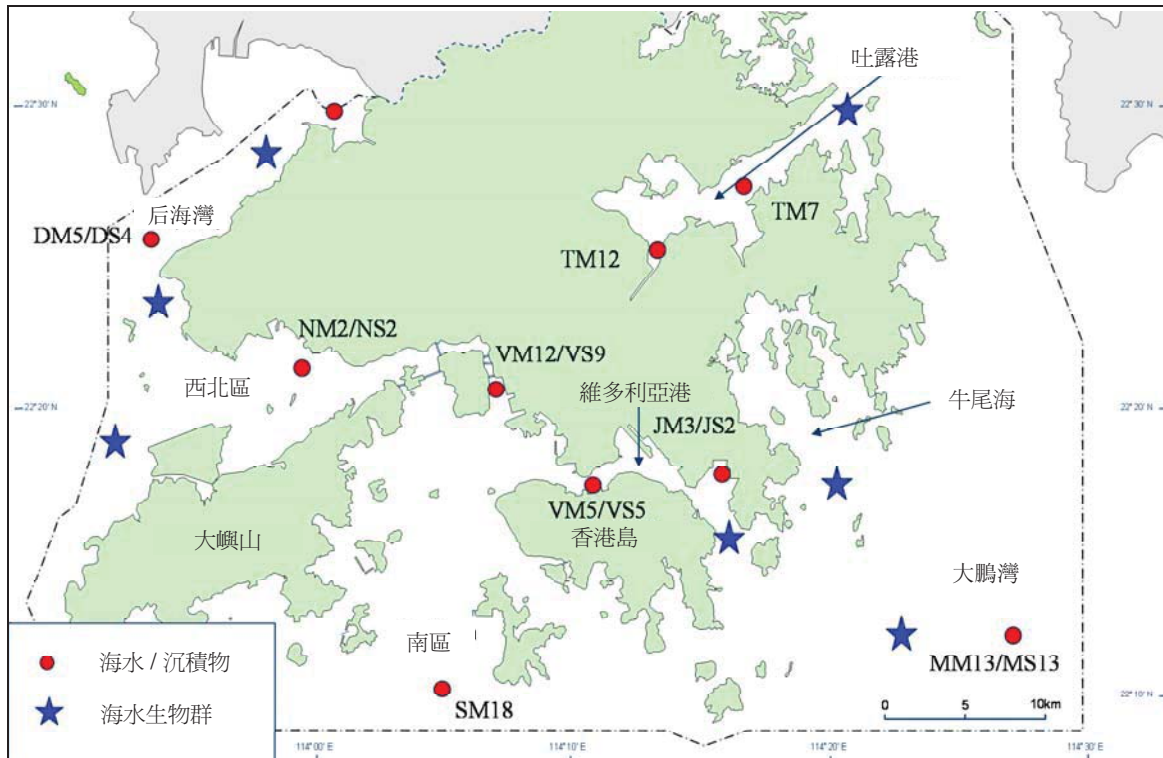 吐露港
22° 30' N
22° 30' N
后海灣
DM5/DS4
TM7
TM12
NM2/NS2
VM12/VS9
西北區
維多利亞港
牛尾海
22° 20' N
22° 20' N
JM3/JS2
VM5/VS5
香港島
大嶼山
大鵬灣
南區
MM13/MS13
SM18
海水 / 沉積物
海水生物群
22° 10' N
0 5 10km
114° 00' E
114° 10' E
114° 20' E
114° 30' E